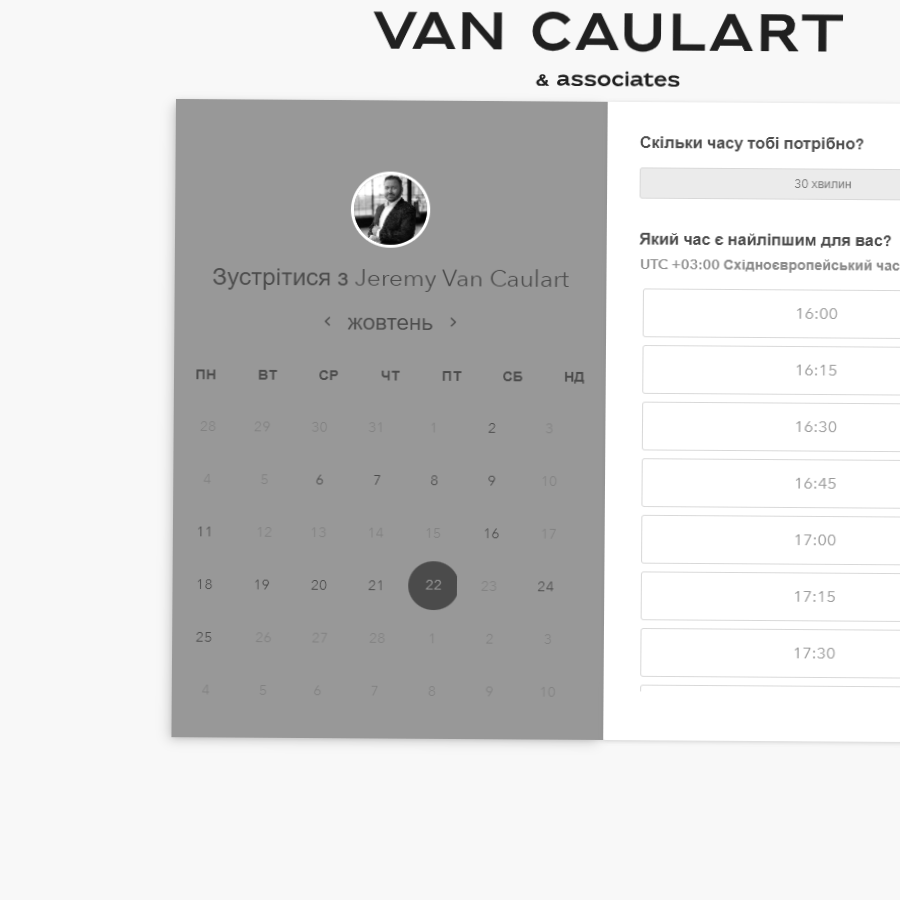 VAN CAULART
& associates
Зустрітися з Jeremy Van Caulart
жовтень
ПН ВТ СР ЧТ ПТ СБ НД
28 29 30 31 1 2 3
4 5 6 7 8 9 10
11 12 13 14 15 16 17
18 19 20 21 22 23 24
25 26 27 28 1 2 3
4 5 6 7 8 9 10
Скільки часу тобі потрібно?
30 хвилин
Який час є найліпшим для вас?
UTC +03:00 Східноєвропейський час
16:00
16:15
16:30
16:45
17:00
17:15
17:30